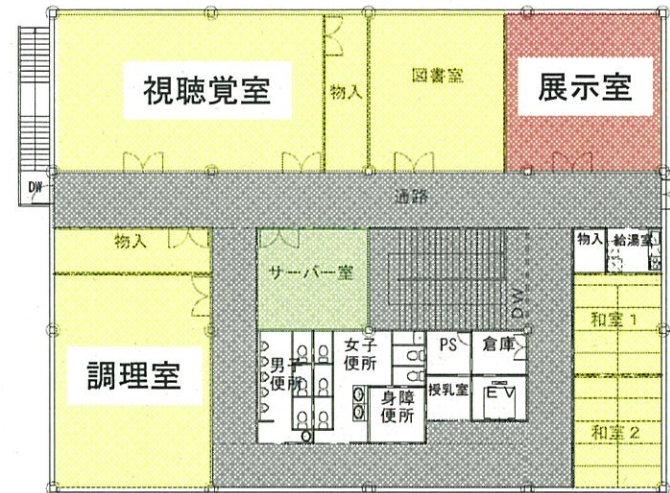 視聴覚室
物入
図書室
展示室
DW
通路
物入
サーバー室
DW
物入
給湯室
和室1
調理室
男子
便所
女子
便所
PS
倉庫
身障
便所
授乳室
EV
和室2